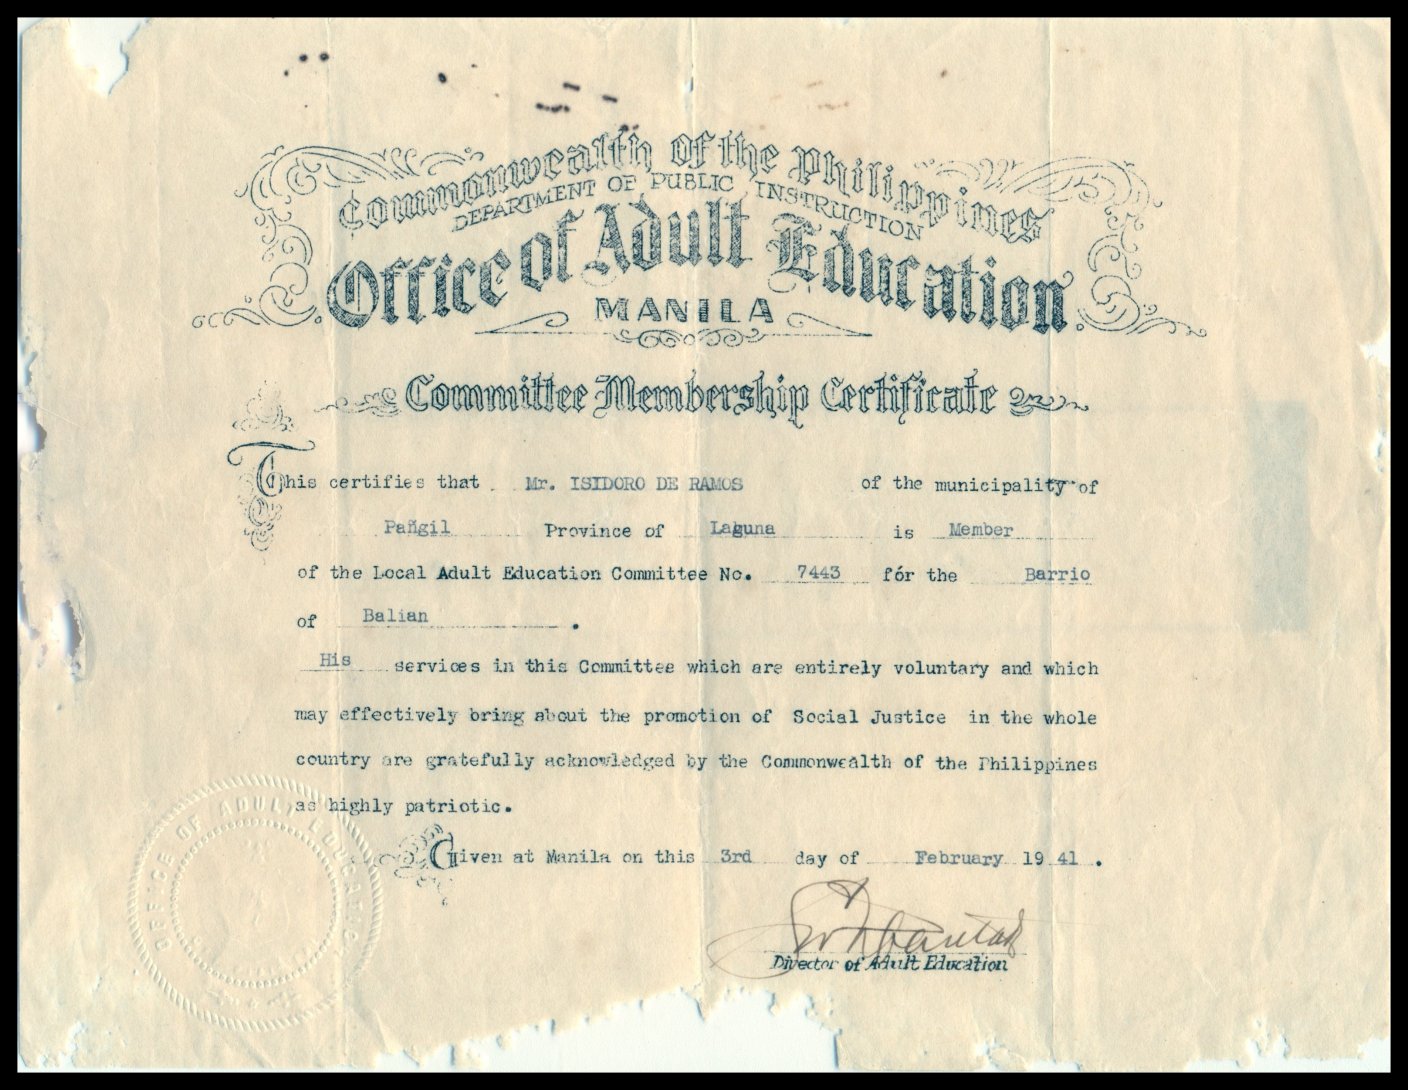 Commonwealth of the Philippines
DEPARTMENT OF PUBLIC INSTRUCTION
Office of Adult Education
MANILA
Committee Membership Certificate
This certifies that Mr. ISIDORO DE RAMOS of the municipality of
Pañgil Province of Laguna is Member
of the Local Adult Education Committee No. 7443 fór the Barrio
of Balian.
His services in this Committee which are entirely voluntary and which
may effectively bring about the promotion of Social Justice in the whole
country are gratefully acknowledged by the Commonwealth of the Philippines
as highly patriotic.
Given at Manila on this 3rd day of February 1941.
Director of Adult Education
OFFICE OF ADULT EDUCATION